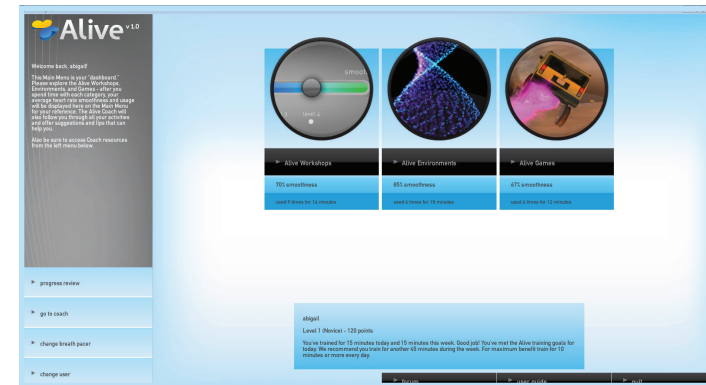 Alive v 1.0
Welcome back, abigail!
This Main Menu is your "dashboard."
Please explore the Alive Workshops,
Environments, and Games - after you
spend time with each category, your
average heart rate smoothness and usage
will be displayed here on the Main Menu
for your reference. The Alive Coach will
also follow you through all your activities
and offer suggestions and tips that can
help you.
Also be sure to access Coach resources
from the left menu below.
smoot
level 4
Alive Workshops
Alive Environments
Alive Games
70% smoothness
85% smoothness
67% smoothness
used 9 times for 14 minutes
used 6 times for 15 minutes
used 6 times for 12 minutes
progress review
go to coach
change breath pacer
change user
abigail
Level 1 (Novice) - 120 points
You've trained for 15 minutes today and 15 minutes this week. Good job! You've met the Alive training goals for
today. We recommend you train for another 45 minutes during the week. For maximum benefit train for 10
minutes or more every day.
forum
user guide
quit